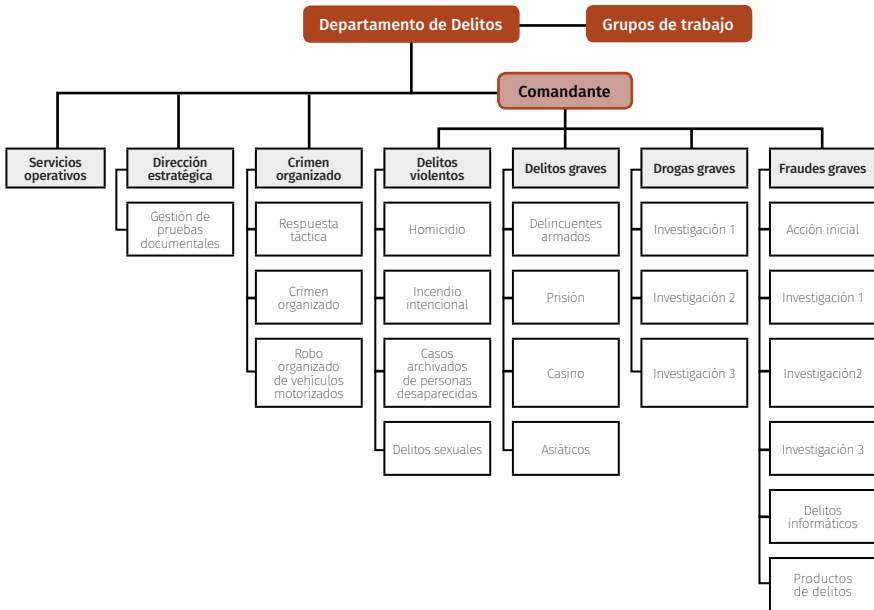 Departamento de Delitos
Grupos de trabajo
Comandante
Servicios
operativos
Dirección
estratégica
Crimen
organizado
Delitos
violentos
Delitos graves
Drogas graves
Fraudes graves
Gestión de
pruebas
documentales
Respuesta
táctica
Homicidio
Delincuentes
armados
Investigación 1
Acción inicial
Crimen
organizado
Incendio
intencional
Prisión
Investigación 2
Investigación 1
Robo
organizado
de vehículos
motorizados
Casos
archivados
de personas
desaparecidas
Casino
Investigación 3
Investigación2
Delitos sexuales
Asiáticos
Investigación 3
Delitos
informáticos
Productos
de delitos